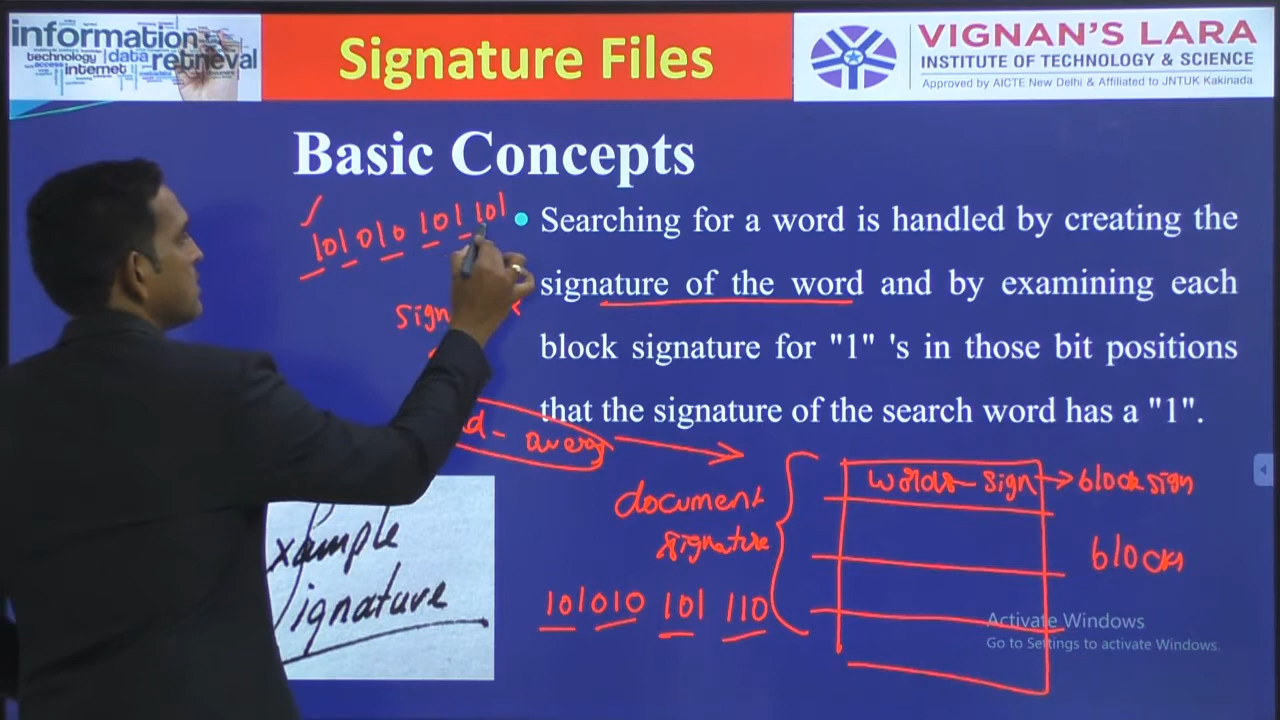 information
technology data retrieval
internet
Signature Files
VIGNAN'S LARA
INSTITUTE OF TECHNOLOGY & SCIENCE
Approved by AICTE New Delhi & Affiliated to JNTUK Kakinada
Basic Concepts
• Searching for a word is handled by creating the
signature of the word and by examining each
block signature for "1" 's in those bit positions
that the signature of the search word has a "1".
101010 101 101
Sign
document
signature
words sign
block sign
block
101010 101 110
xample
ignature
Activate Windows
Go to Settings to activate Windows.